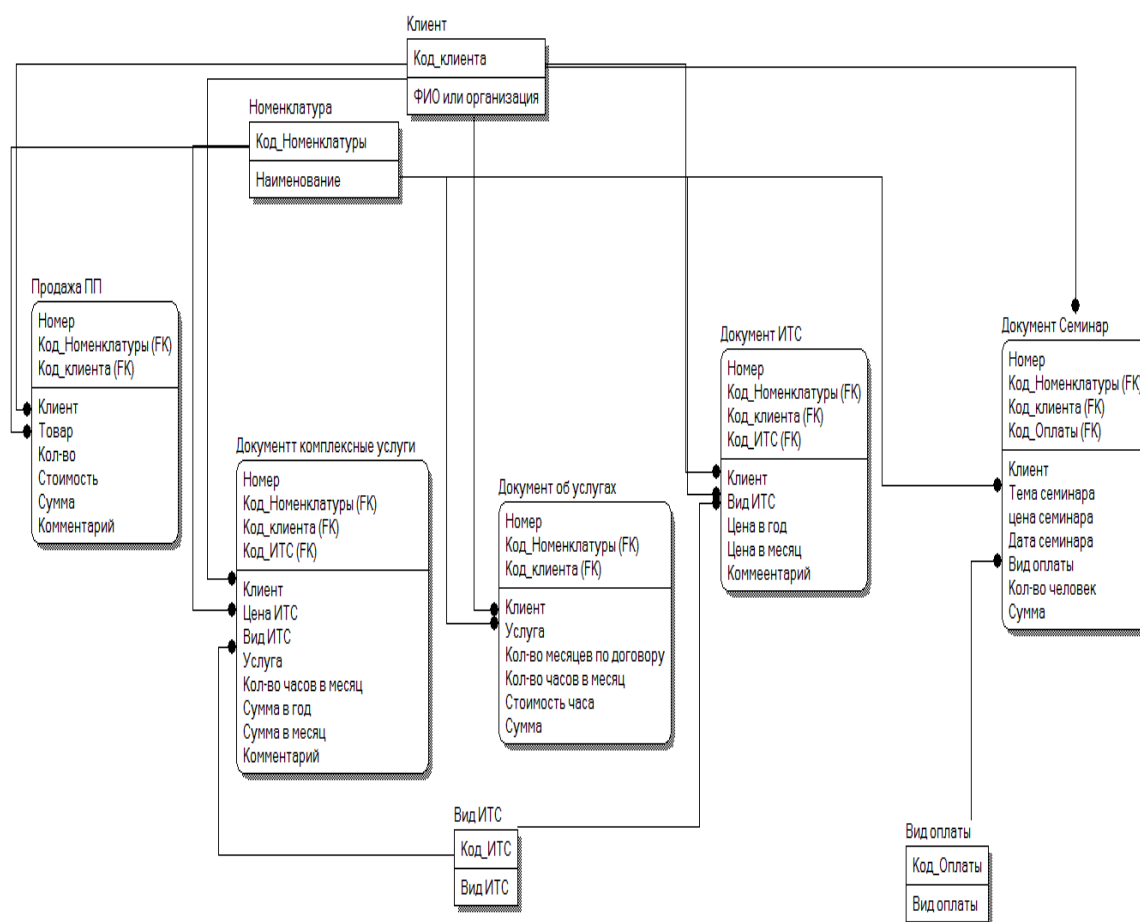 Клиент
Код_клиента
ФИО или организация
Номенклатура
Код_Номенклатуры
Наименование
Продажа ПП
Номер
Код_Номенклатуры (FK)
Код_клиента (FK)
Клиент
Товар
Кол-во
Стоимость
Сумма
Комментарий
Документт комплексные услуги
Номер
Код_Номенклатуры (FK)
Код_клиента (FK)
Код_ИТС (FK)
Клиент
Цена ИТС
Вид ИТС
Услуга
Кол-во часов в месяц
Сумма в год
Сумма в месяц
Комментарий
Документ об услугах
Номер
Код_Номенклатуры (FK)
Код_клиента (FK)
Клиент
Услуга
Кол-во месяцев по договору
Кол-во часов в месяц
Стоимость часа
Сумма
Документ ИТС
Номер
Код_Номенклатуры (FK)
Код_клиента (FK)
Код_ИТС (FK)
Клиент
Вид ИТС
Цена в год
Цена в месяц
Коммеентарий
Документ Семинар
Номер
Код_Номенклатуры (FK)
Код_клиента (FK)
Код_Оплаты (FK)
Клиент
Тема семинара
цена семинара
Дата семинара
Вид оплаты
Кол-во человек
Сумма
Вид ИТС
Код_ИТС
Вид ИТС
Вид оплаты
Код_Оплаты
Вид оплаты